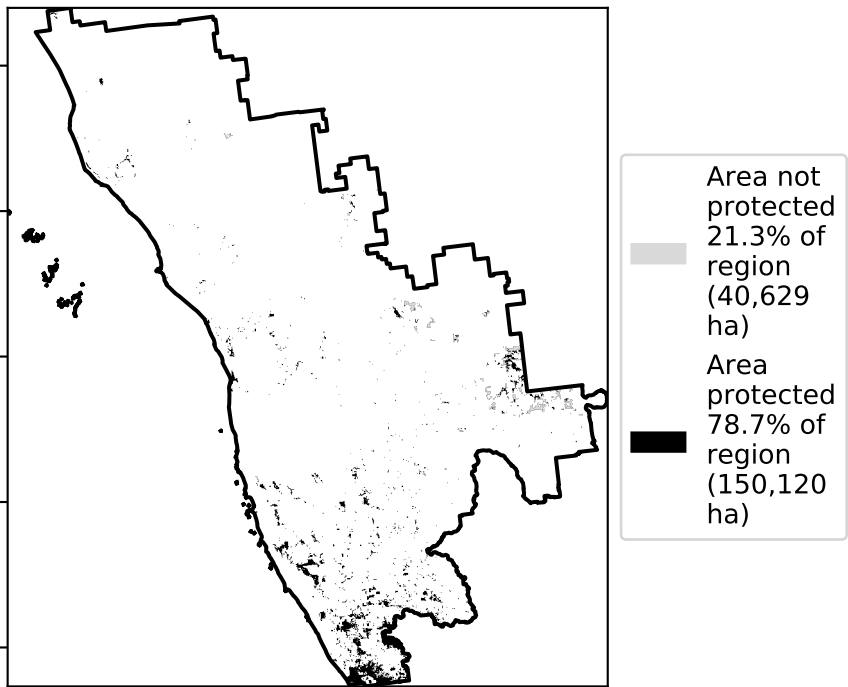 Area not
protected
21.3% of
region
(40,629
ha)
Area
protected
78.7% of
region
(150,120
ha)